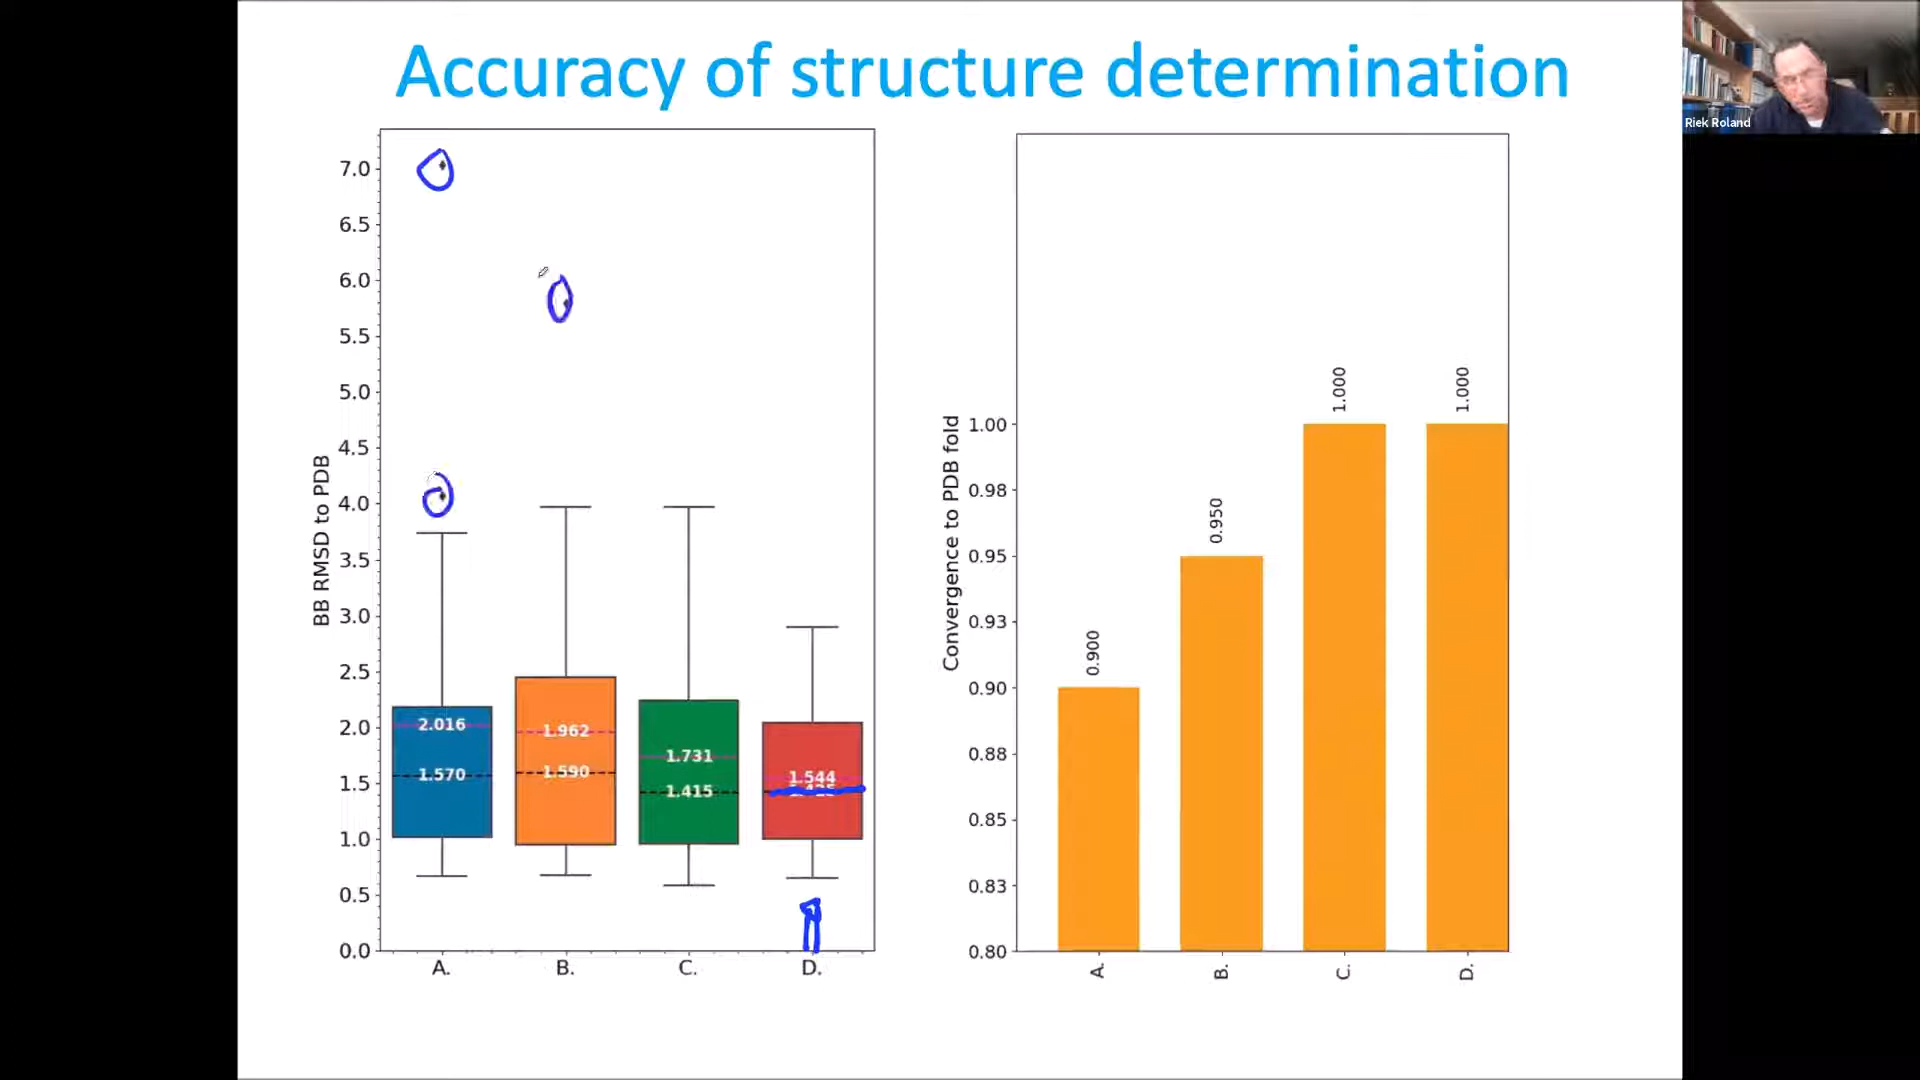 Accuracy of structure determination
Riek Roland
BB RMSD to PDB
7.0
6.5
6.0
5.5
5.0
4.5
4.0
3.5
3.0
2.5
2.0
1.5
1.0
0.5
0.0
2.016
1.570
1.962
1.590
1.731
1.415
1.544
A.
B.
C.
D.
Convergence to PDB fold
1.00
0.98
0.95
0.93
0.90
0.88
0.85
0.83
0.80
0.900
0.950
1.000
1.000
A.
B.
C.
D.